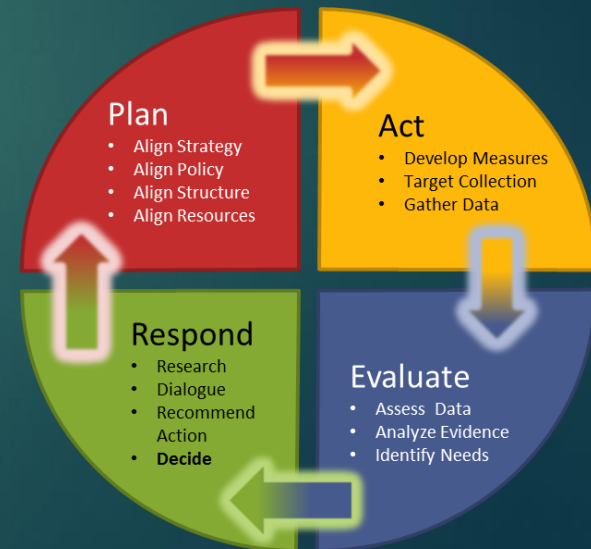 Plan
• Align Strategy
• Align Policy
• Align Structure
• Align Resources
Act
• Develop Measures
• Target Collection
• Gather Data
Respond
• Research
• Dialogue
• Recommend
Action
• Decide
Evaluate
• Assess Data
• Analyze Evidence
• Identify Needs